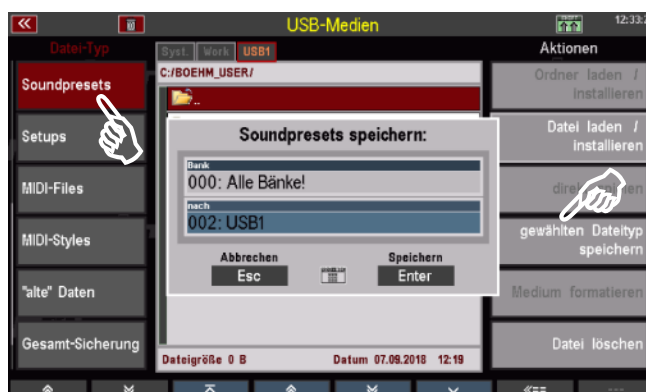 USB-Medien
12:33:
Datei-Typ
Syst. Work USB1
Aktionen
C:/BOEHM_USER/
Soundpresets
Ordner laden / installieren
..
Setups
Soundpresets speichern:
Datei laden / installieren
Bank
000: Alle Bänke!
MIDI-Files
nach
002: USB1
MIDI-Styles
gewählten Dateityp speichern
Abbrechen
Speichern
Esc
Enter
"alte" Daten
Medium formatieren
Gesamt-Sicherung
Datei löschen
Dateigröße 0 B
Datum 07.09.2018 12:19